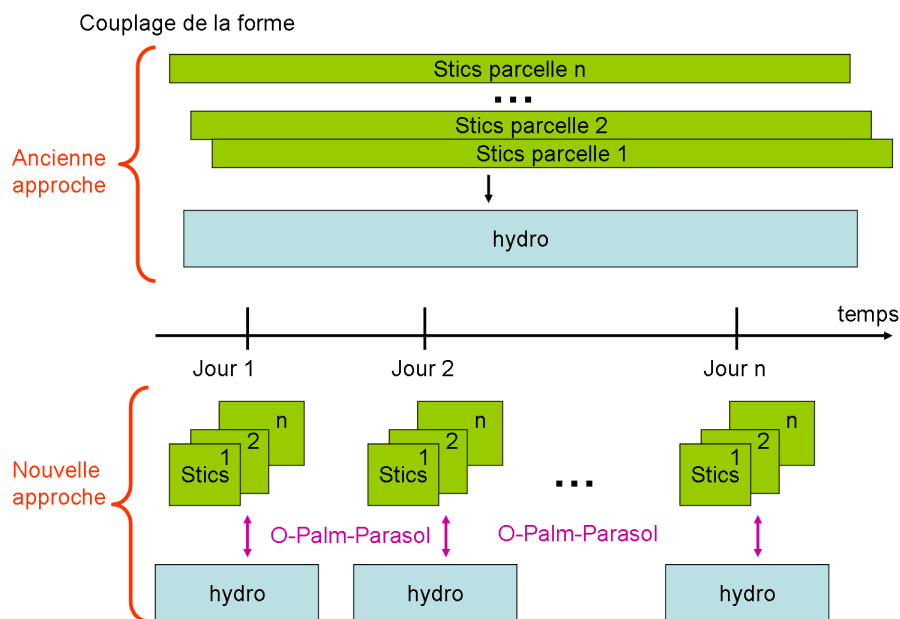 Couplage de la forme
Stics parcelle n
...
Stics parcelle 2
Stics parcelle 1
Ancienne
approche
hydro
temps
Jour 1
Jour 2
Jour n
n
2
1
Stics
n
2
1
Stics
...
n
2
1
Stics
Nouvelle
approche
O-Palm-Parasol
O-Palm-Parasol
hydro
hydro
hydro